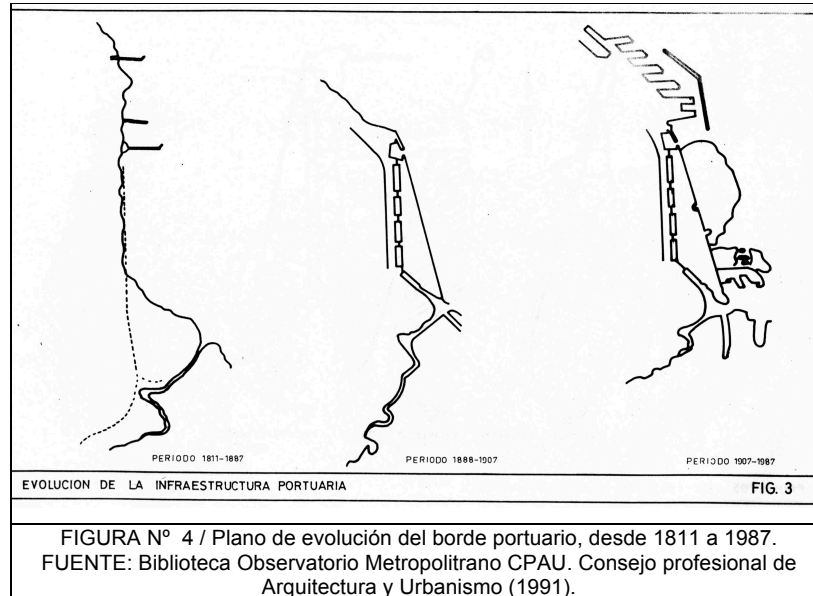 PERIODO 1811-1887
PERIODO 1888-1907
PERIODO 1907-1987
EVOLUCION DE LA INFRAESTRUCTURA PORTUARIA
FIG. 3
FIGURA Nº 4 / Plano de evolución del borde portuario, desde 1811 a 1987.
FUENTE: Biblioteca Observatorio Metropolitrano CPAU. Consejo profesional de
Arquitectura y Urbanismo (1991).